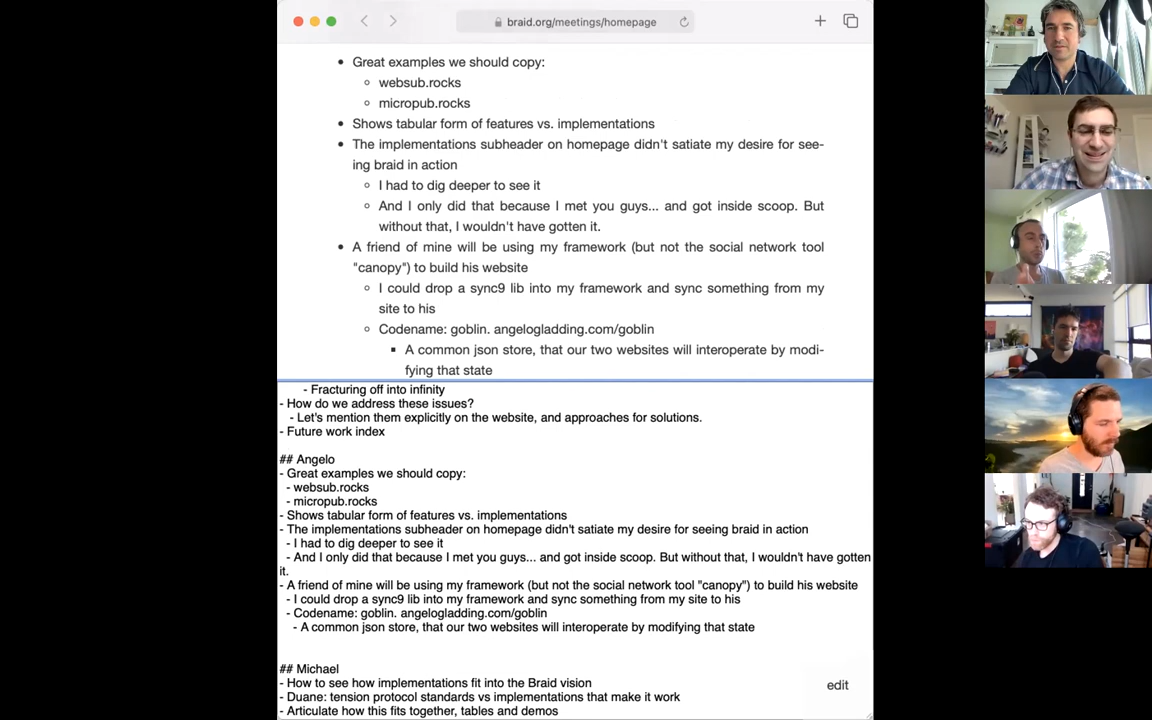 braid.org/meetings/homepage
• Great examples we should copy:
◦ websub.rocks
◦ micropub.rocks
• Shows tabular form of features vs. implementations
• The implementations subheader on homepage didn't satiate my desire for see-
ing braid in action
◦ I had to dig deeper to see it
◦ And I only did that because I met you guys... and got inside scoop. But
without that, I wouldn't have gotten it.
• A friend of mine will be using my framework (but not the social network tool
"canopy") to build his website
◦ I could drop a sync9 lib into my framework and sync something from my
site to his
◦ Codename: goblin. angelogladding.com/goblin
▪ A common json store, that our two websites will interoperate by modi-
fying that state
- Fracturing off into infinity
- How do we address these issues?
- Let's mention them explicitly on the website, and approaches for solutions.
- Future work index
## Angelo
- Great examples we should copy:
- websub.rocks
- micropub.rocks
- Shows tabular form of features vs. implementations
- The implementations subheader on homepage didn't satiate my desire for seeing braid in action
- I had to dig deeper to see it
- And I only did that because I met you guys... and got inside scoop. But without that, I wouldn't have gotten
it.
- A friend of mine will be using my framework (but not the social network tool "canopy") to build his website
- I could drop a sync9 lib into my framework and sync something from my site to his
- Codename: goblin. angelogladding.com/goblin
- A common json store, that our two websites will interoperate by modifying that state
## Michael
- How to see how implementations fit into the Braid vision
- Duane: tension protocol standards vs implementations that make it work
- Articulate how this fits together, tables and demos
edit